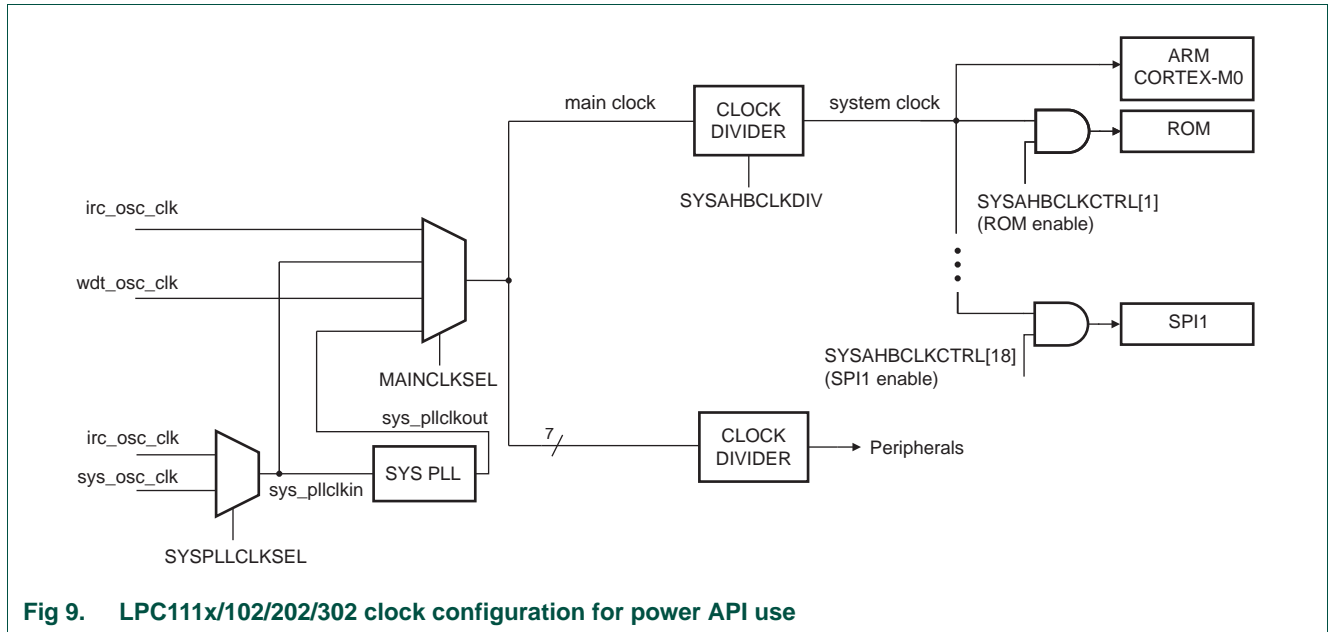 ARM
CORTEX-M0
main clock
CLOCK
DIVIDER
system clock
ROM
SYSAHBCLKDIV
SYSAHBCLKCTRL[1]
(ROM enable)
irc_osc_clk
wdt_osc_clk
SPI1
SYSAHBCLKCTRL[18]
(SPI1 enable)
MAINCLKSEL
sys_pllclkout
irc_osc_clk
7
CLOCK
DIVIDER
Peripherals
sys_osc_clk
SYS PLL
sys_pllclkin
SYSPLLCLKSEL
Fig 9. LPC111x/102/202/302 clock configuration for power API use